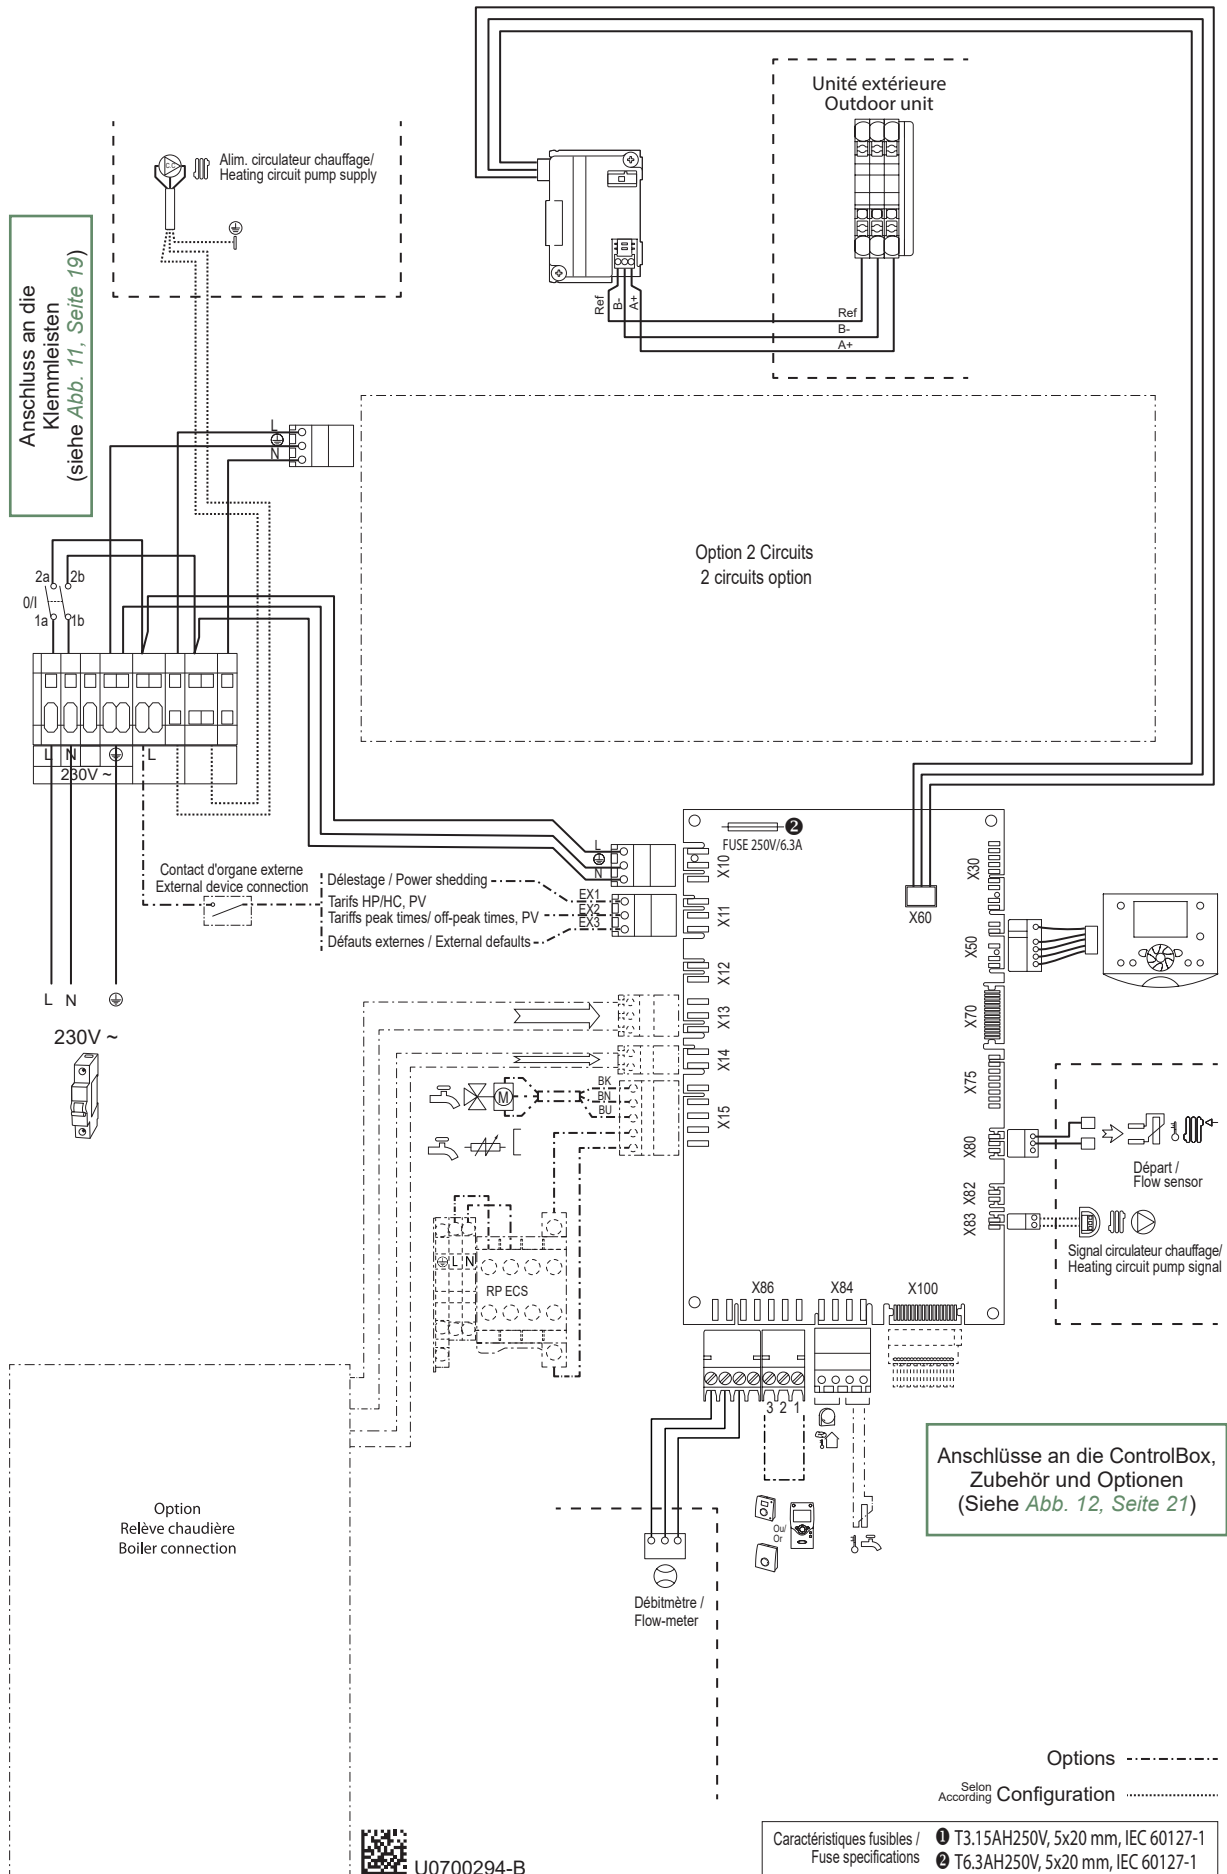 Unité extérieure
Outdoor unit
Alim. circulateur chauffage/
Heating circuit pump supply
C.C
Anschluss an die
Klemmleisten
(siehe Abb. 11, Seite 19)
Ref
B-
A+
Ref
B-
A+
L
N
Option 2 Circuits
2 circuits option
2a
2b
0/I
1a
1b
L
N
L
230V ~
Contact d'organe externe
External device connection
Délestage / Power shedding
Tarifs HP/HC, PV
Tariffs peak times/ off-peak times, PV
Défauts externes / External defaults
L
N
EX1
EX2
EX3
2
FUSE 250V/6.3A
X10
X11
X12
X13
X14
X15
X30
X50
X60
X70
X75
X80
X82
X83
L N
230V ~
M
BK
BN
BU
L N
RP ECS
Départ /
Flow sensor
Signal circulateur chauffage/
Heating circuit pump signal
X86
X84
X100
3 2 1
Ou/
Or
Débitmètre /
Flow-meter
Anschlüsse an die ControlBox,
Zubehör und Optionen
(Siehe Abb. 12, Seite 21)
Option
Relève chaudière
Boiler connection
Options
Selon
According Configuration
Caractéristiques fusibles /
Fuse specifications
1 T3.15AH250V, 5x20 mm, IEC 60127-1
2 T6.3AH250V, 5x20 mm, IEC 60127-1
U0700294-B